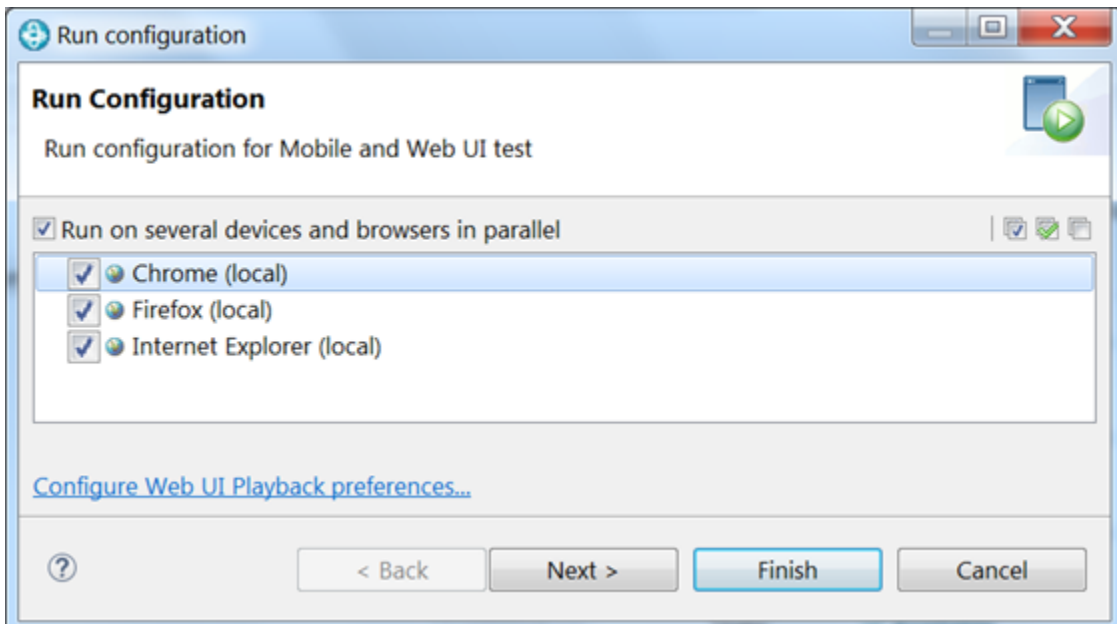 Run configuration
Run Configuration
Run configuration for Mobile and Web UI test
Run on several devices and browsers in parallel
Chrome (local)
Firefox (local)
Internet Explorer (local)
Configure Web UI Playback preferences...
? < Back Next > Finish Cancel